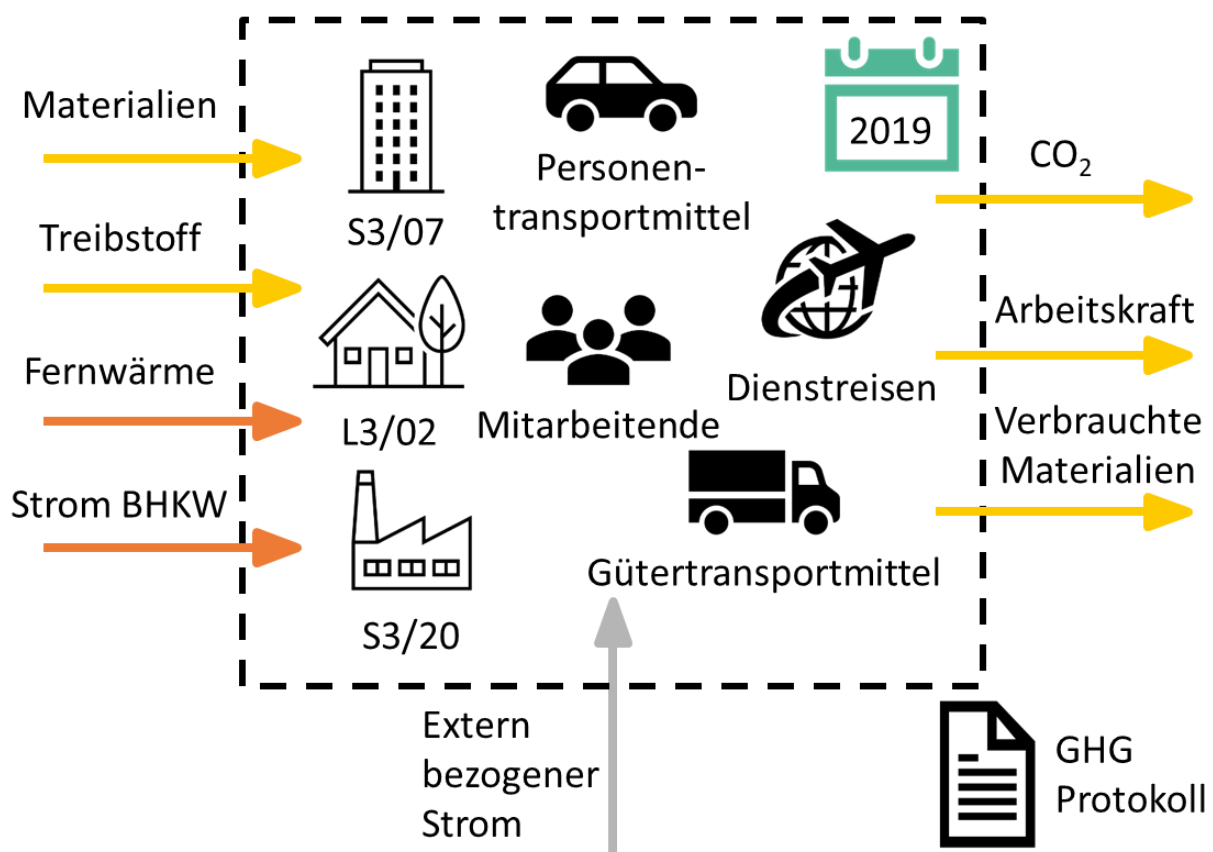 Materialien
Treibstoff
Fernwärme
Strom BHKW
S3/07
L3/02
S3/20
Personen-
transportmittel
Mitarbeitende
2019
Dienstreisen
Gütertransportmittel
CO₂
Arbeitskraft
Verbrauchte
Materialien
Extern
bezogener
Strom
GHG
Protokoll